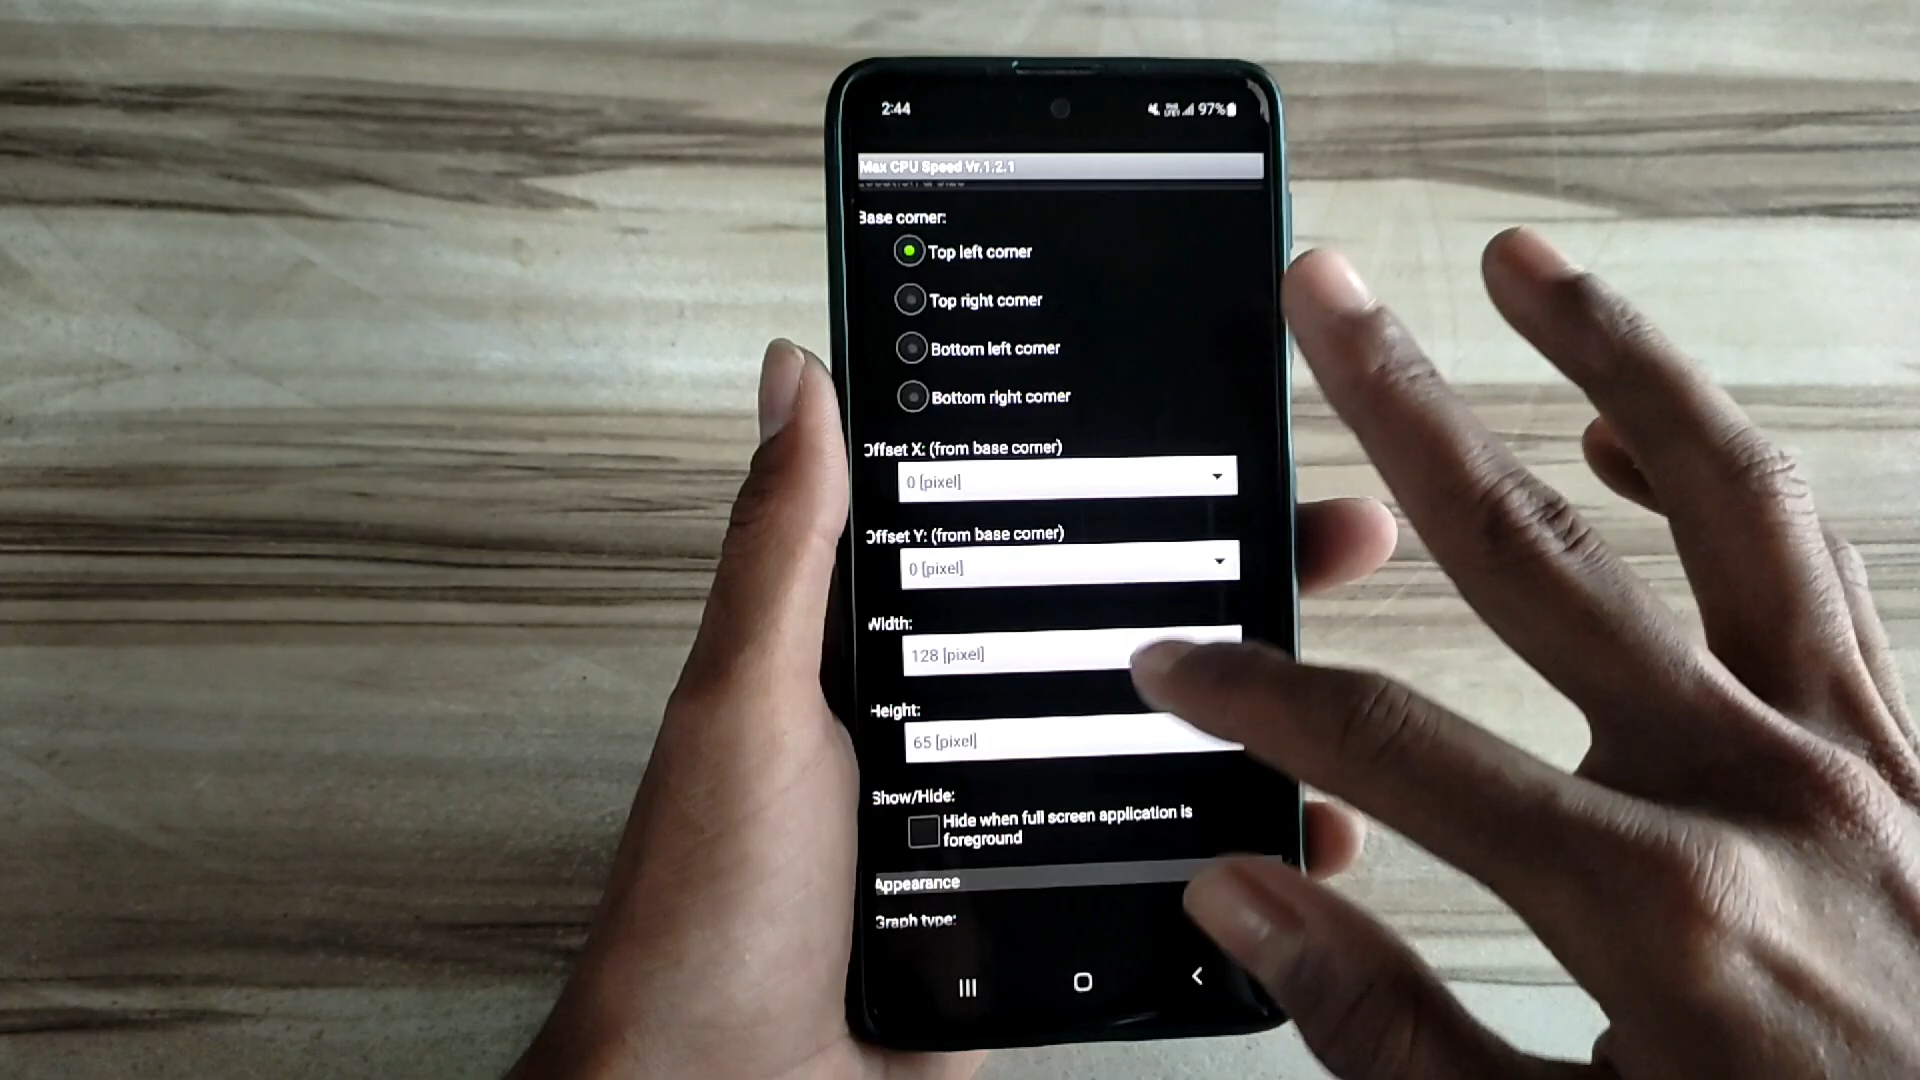 2:44
97%
Max CPU Speed Vr.1.2.1
Location & Size
Base corner:
Top left corner
Top right corner
Bottom left corner
Bottom right corner
Offset X: (from base corner)
0 [pixel]
Offset Y: (from base corner)
0 [pixel]
Width:
128 [pixel]
Height:
65 [pixel]
Show/Hide:
Hide when full screen application is
foreground
Appearance
Graph type: